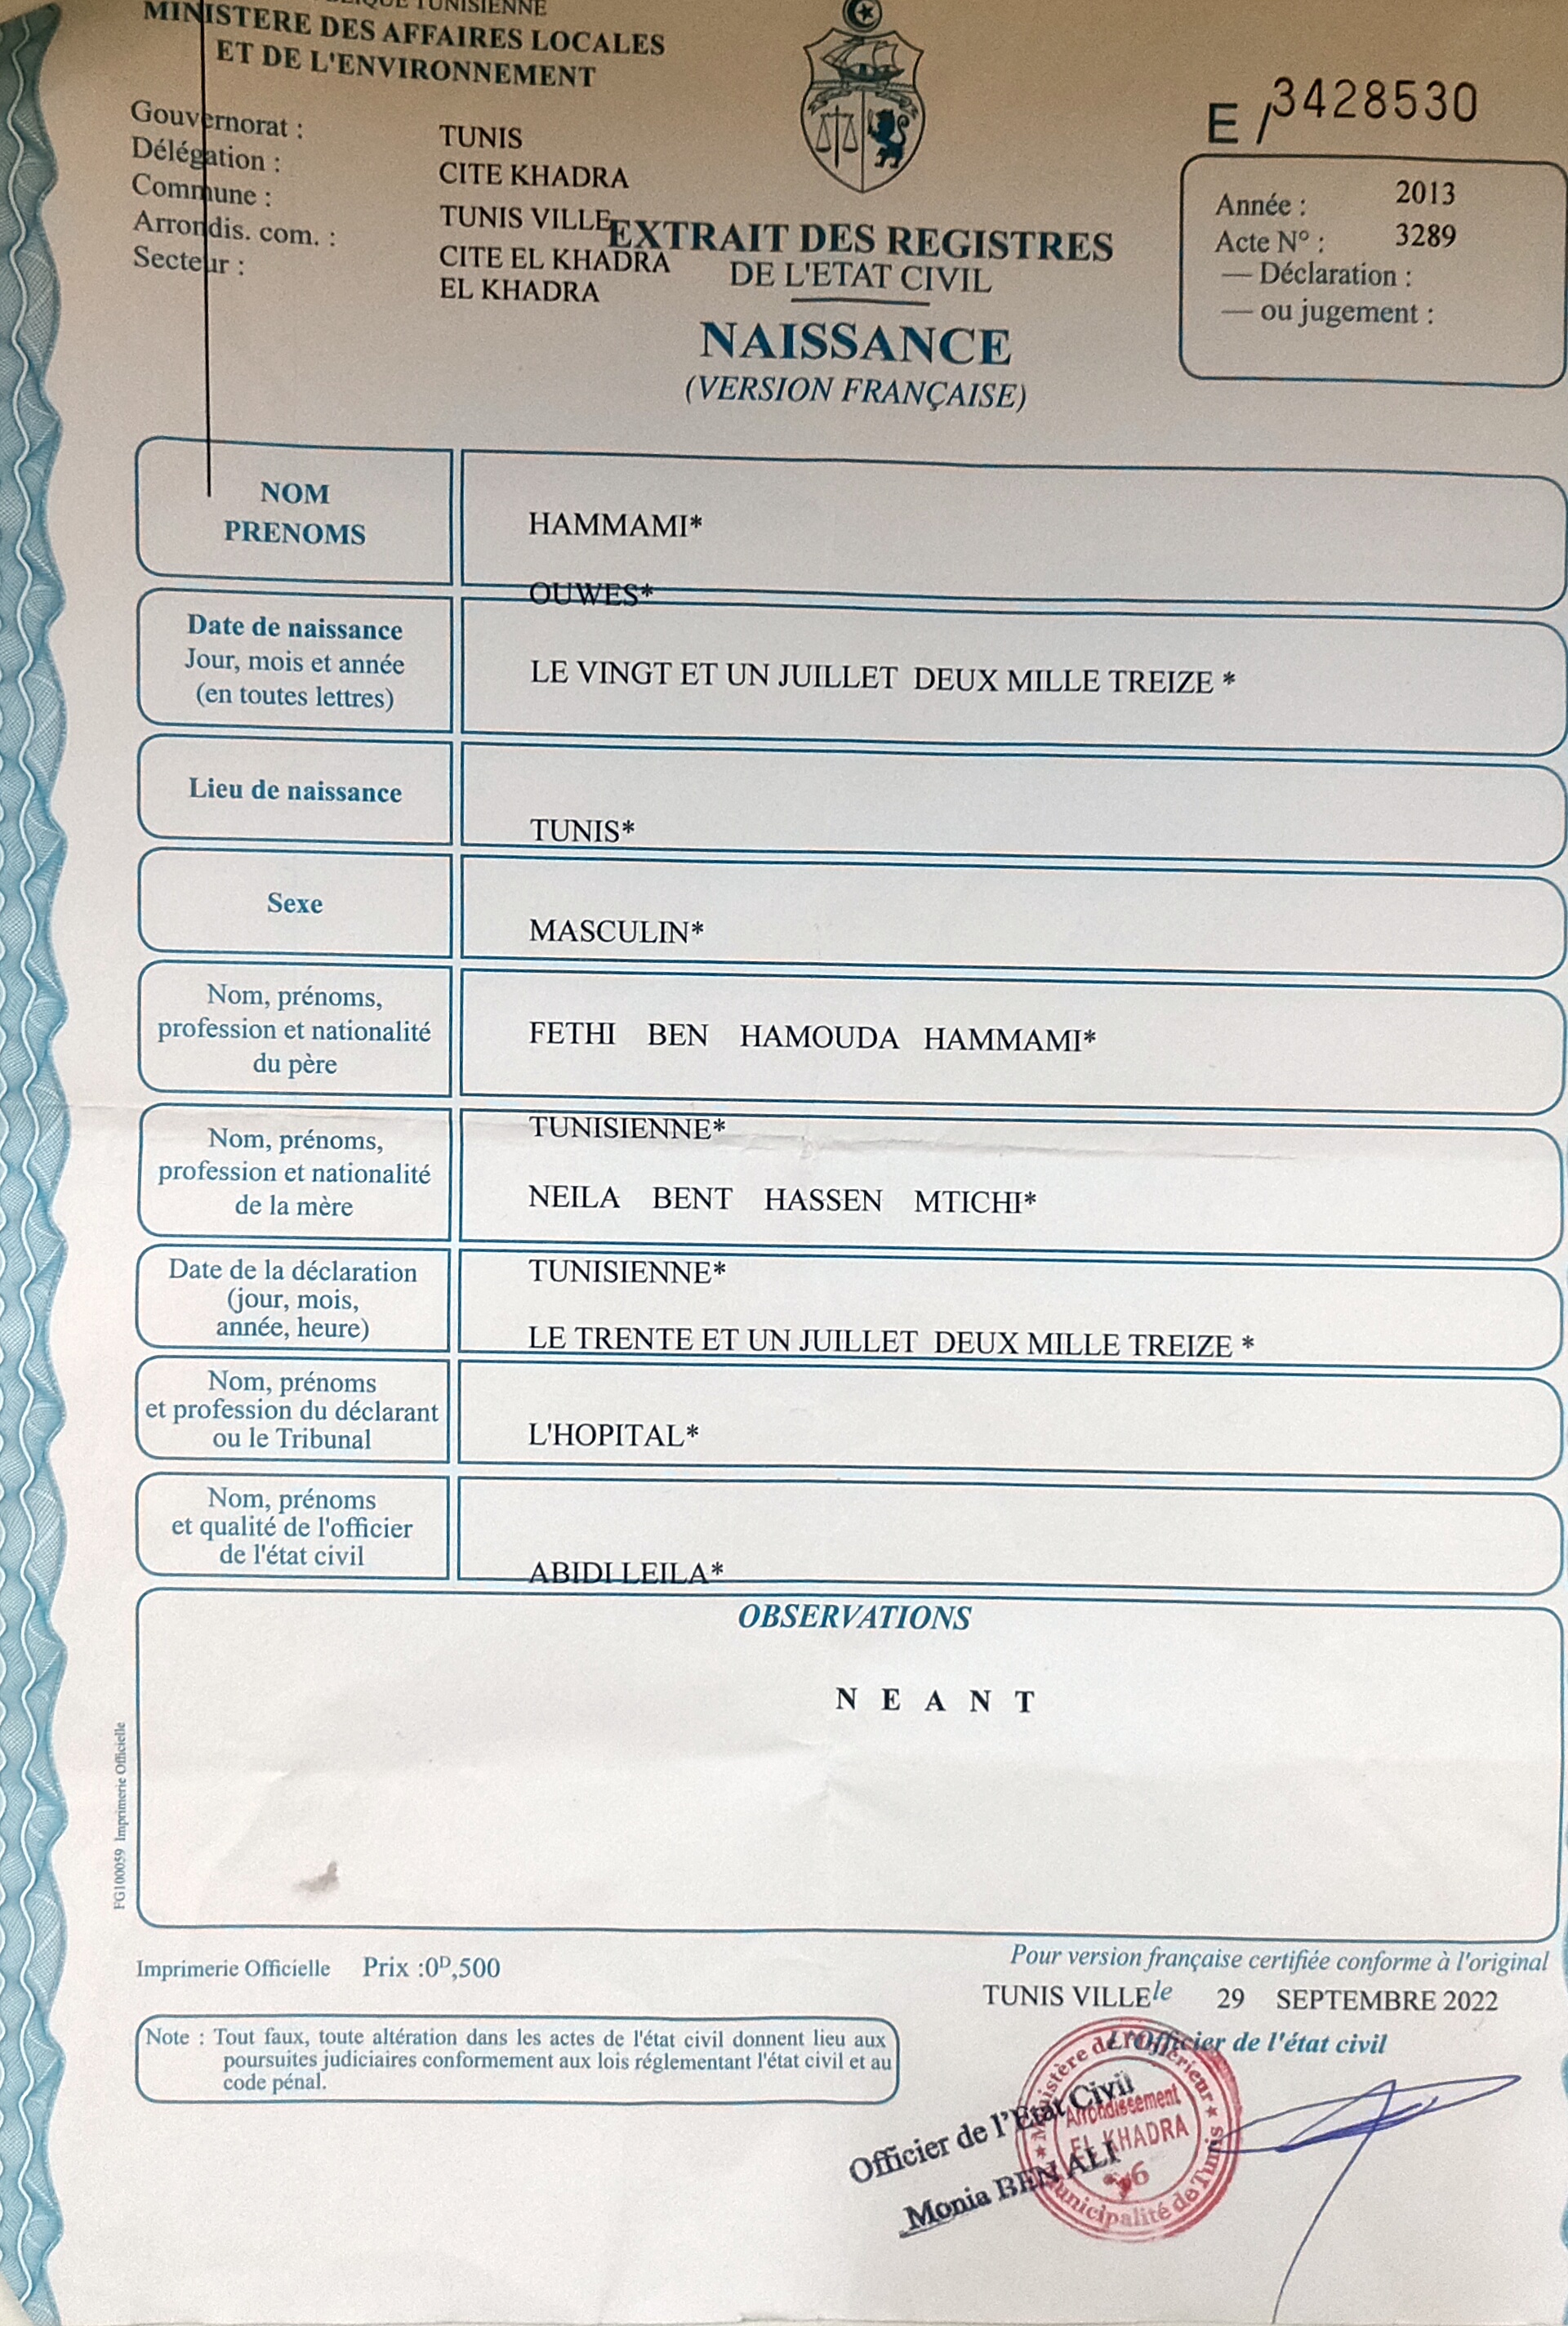 TUNISIENNE
MINISTERE DES AFFAIRES LOCALES
ET DE L'ENVIRONNEMENT
Gouvernorat : TUNIS
Délégation : CITE KHADRA
Commune : TUNIS VILLE
Arrondis. com. : CITE EL KHADRA
Secteur : EL KHADRA
E / 3428530
Année : 2013
Acte N° : 3289
— Déclaration :
— ou jugement :
EXTRAIT DES REGISTRES
DE L'ETAT CIVIL
NAISSANCE
(VERSION FRANÇAISE)
NOM
PRENOMS
HAMMAMI*
OUWES*
Date de naissance
Jour, mois et année
(en toutes lettres)
LE VINGT ET UN JUILLET DEUX MILLE TREIZE *
Lieu de naissance
TUNIS*
Sexe
MASCULIN*
Nom, prénoms,
profession et nationalité
du père
FETHI BEN HAMOUDA HAMMAMI*
TUNISIENNE*
Nom, prénoms,
profession et nationalité
de la mère
NEILA BENT HASSEN MTICHI*
TUNISIENNE*
Date de la déclaration
(jour, mois,
année, heure)
LE TRENTE ET UN JUILLET DEUX MILLE TREIZE *
Nom, prénoms
et profession du déclarant
ou le Tribunal
L'HOPITAL*
Nom, prénoms
et qualité de l'officier
de l'état civil
ABIDI LEILA*
OBSERVATIONS
N E A N T
FG100059 Imprimerie Officielle
Imprimerie Officielle Prix :0ᴰ,500
Pour version française certifiée conforme à l'original
TUNIS VILLE le 29 SEPTEMBRE 2022
L'Officier de l'état civil
Note : Tout faux, toute altération dans les actes de l'état civil donnent lieu aux
poursuites judiciaires conformement aux lois réglementant l'état civil et au
code pénal.
Officier de l'Etat Civil
Monia BEN ALI
Ministère de l'Intérieur
Arrondissement
EL KHADRA
Municipalité de Tunis